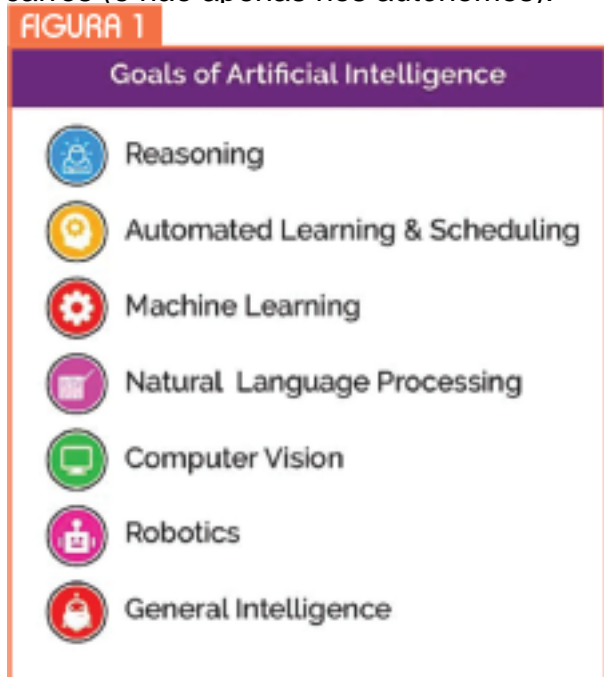 FIGURA 1
Goals of Artificial Intelligence
Reasoning
Automated Learning & Scheduling
Machine Learning
Natural Language Processing
Computer Vision
Robotics
General Intelligence